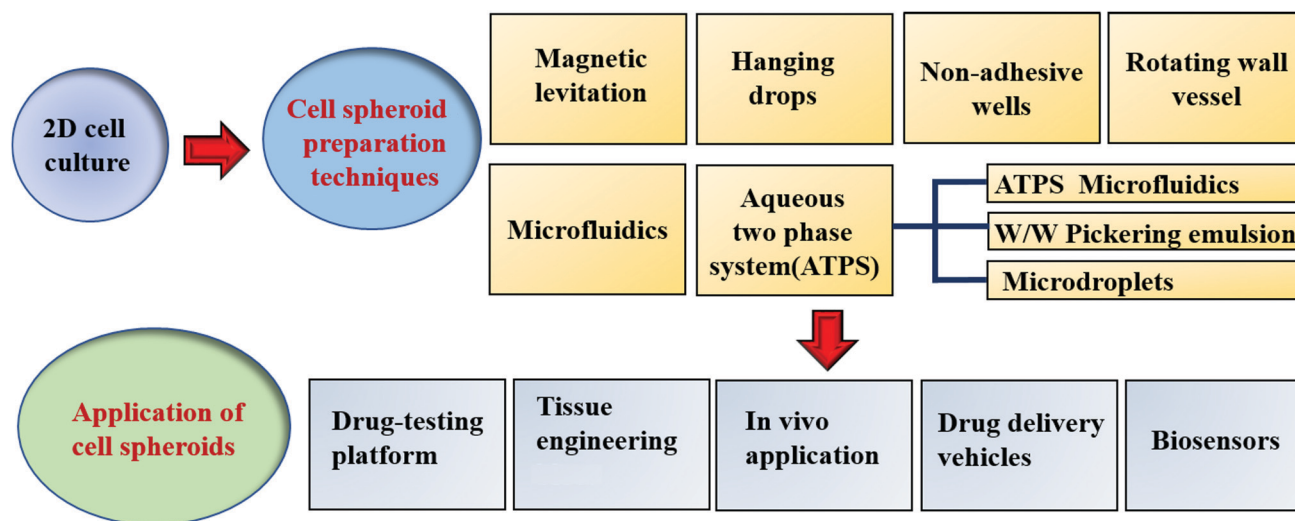 2D cell
culture
Cell spheroid
preparation
techniques
Magnetic
levitation
Hanging
drops
Non-adhesive
wells
Rotating wall
vessel
Microfluidics
Aqueous
two phase
system(ATPS)
ATPS Microfluidics
W/W Pickering emulsion
Microdroplets
Application of
cell spheroids
Drug-testing
platform
Tissue
engineering
In vivo
application
Drug delivery
vehicles
Biosensors